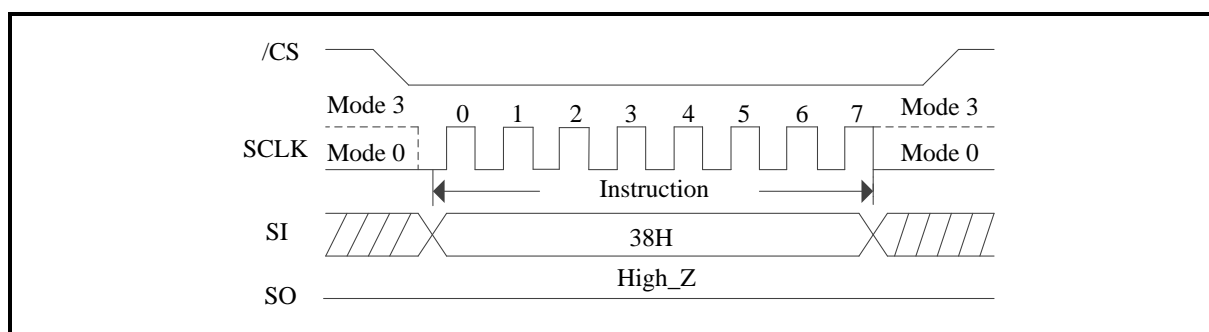 /CS
Mode 3 0 1 2 3 4 5 6 7 Mode 3
SCLK Mode 0 Mode 0
Instruction
SI 38H
High_Z
SO